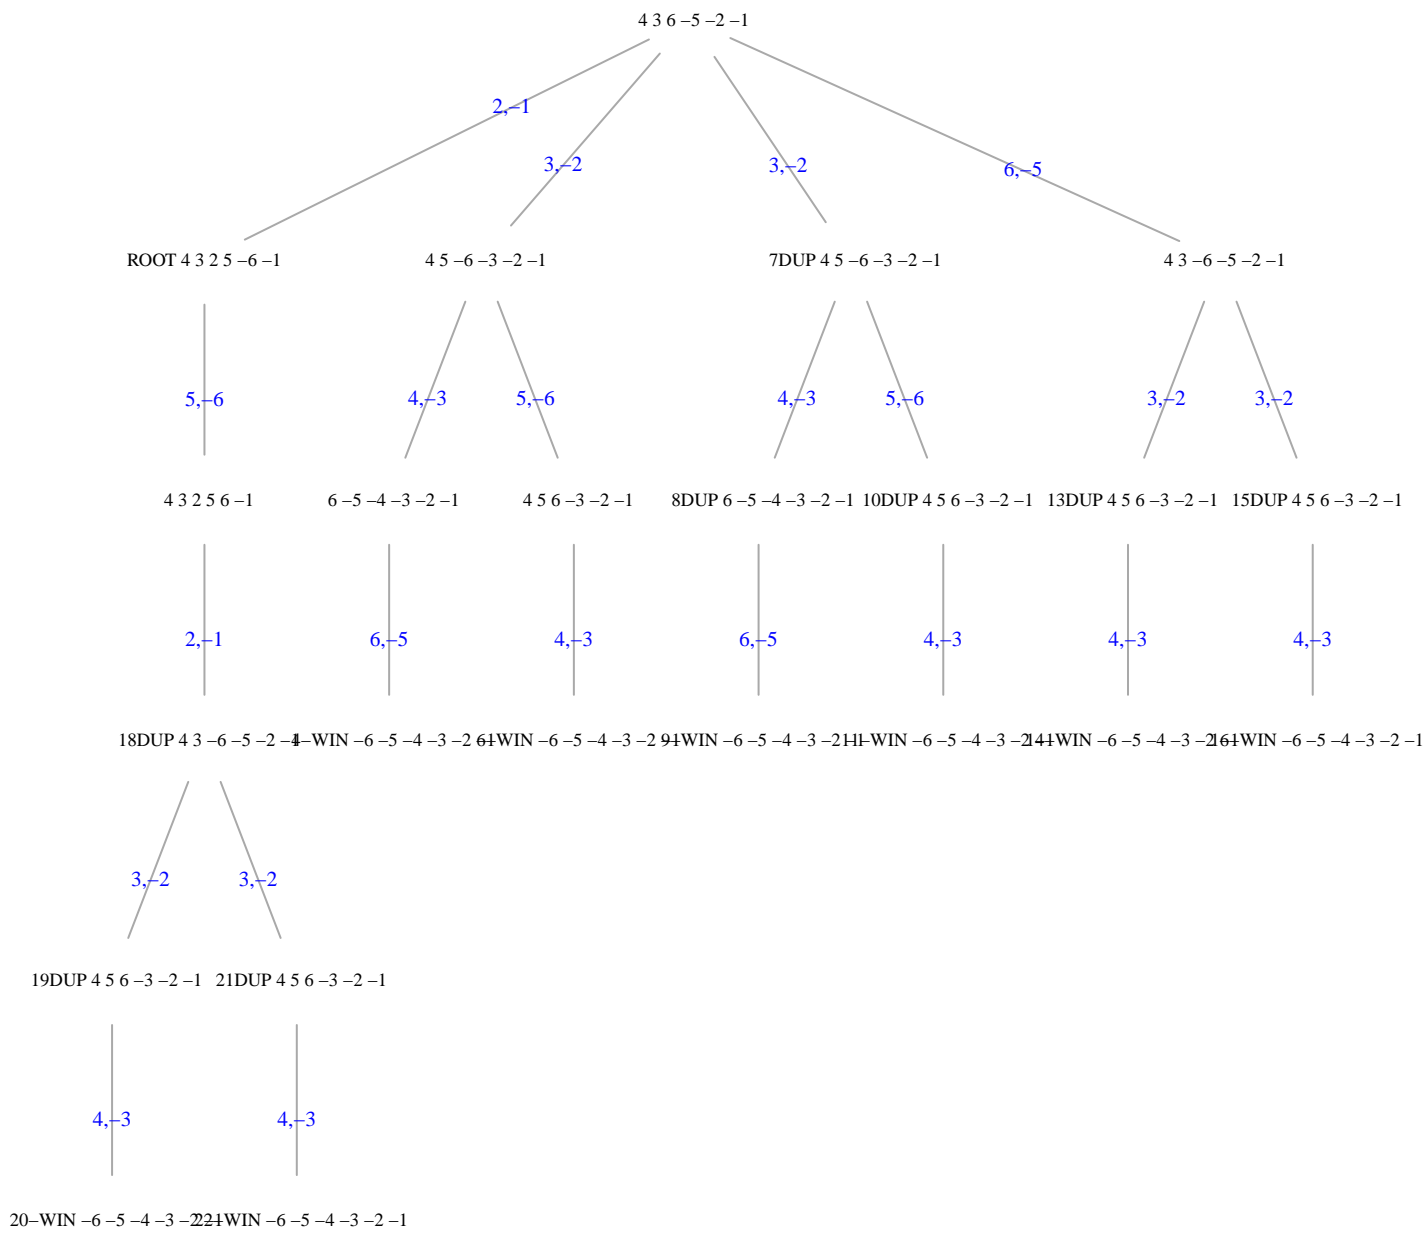 4 3 6 –5 –2 –1
2,–1
3,–2
3,–2
6,–5
ROOT 4 3 2 5 –6 –1
4 5 –6 –3 –2 –1
7DUP 4 5 –6 –3 –2 –1
4 3 –6 –5 –2 –1
5,–6
4,–3
5,–6
4,–3
5,–6
3,–2
3,–2
4 3 2 5 6 –1
6 –5 –4 –3 –2 –1
4 5 6 –3 –2 –1
8DUP 6 –5 –4 –3 –2 –1
10DUP 4 5 6 –3 –2 –1
13DUP 4 5 6 –3 –2 –1
15DUP 4 5 6 –3 –2 –1
2,–1
6,–5
4,–3
6,–5
4,–3
4,–3
4,–3
18DUP 4 3 –6 –5 –2
–WIN –6 –5 –4 –3 –2
WIN –6 –5 –4 –3 –2
WIN –6 –5 –4 –3
–WIN –6 –5 –4 –3
WIN –6 –5 –4 –3
WIN –6 –5 –4 –3 –2 –1
3,–2
3,–2
19DUP 4 5 6 –3 –2 –1
21DUP 4 5 6 –3 –2 –1
4,–3
4,–3
20–WIN –6 –5 –4 –3
WIN –6 –5 –4 –3 –2 –1